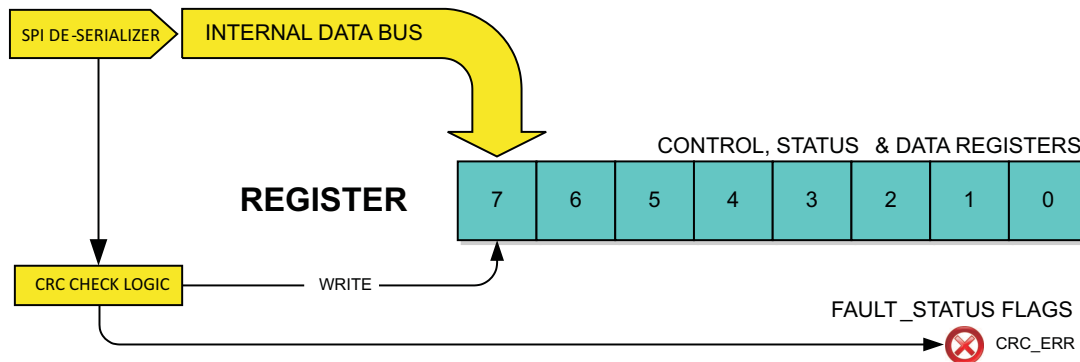 SPI DE-SERIALIZER
INTERNAL DATA BUS
CONTROL, STATUS & DATA REGISTERS
REGISTER
7 6 5 4 3 2 1 0
CRC CHECK LOGIC
WRITE
FAULT_STATUS FLAGS
CRC_ERR